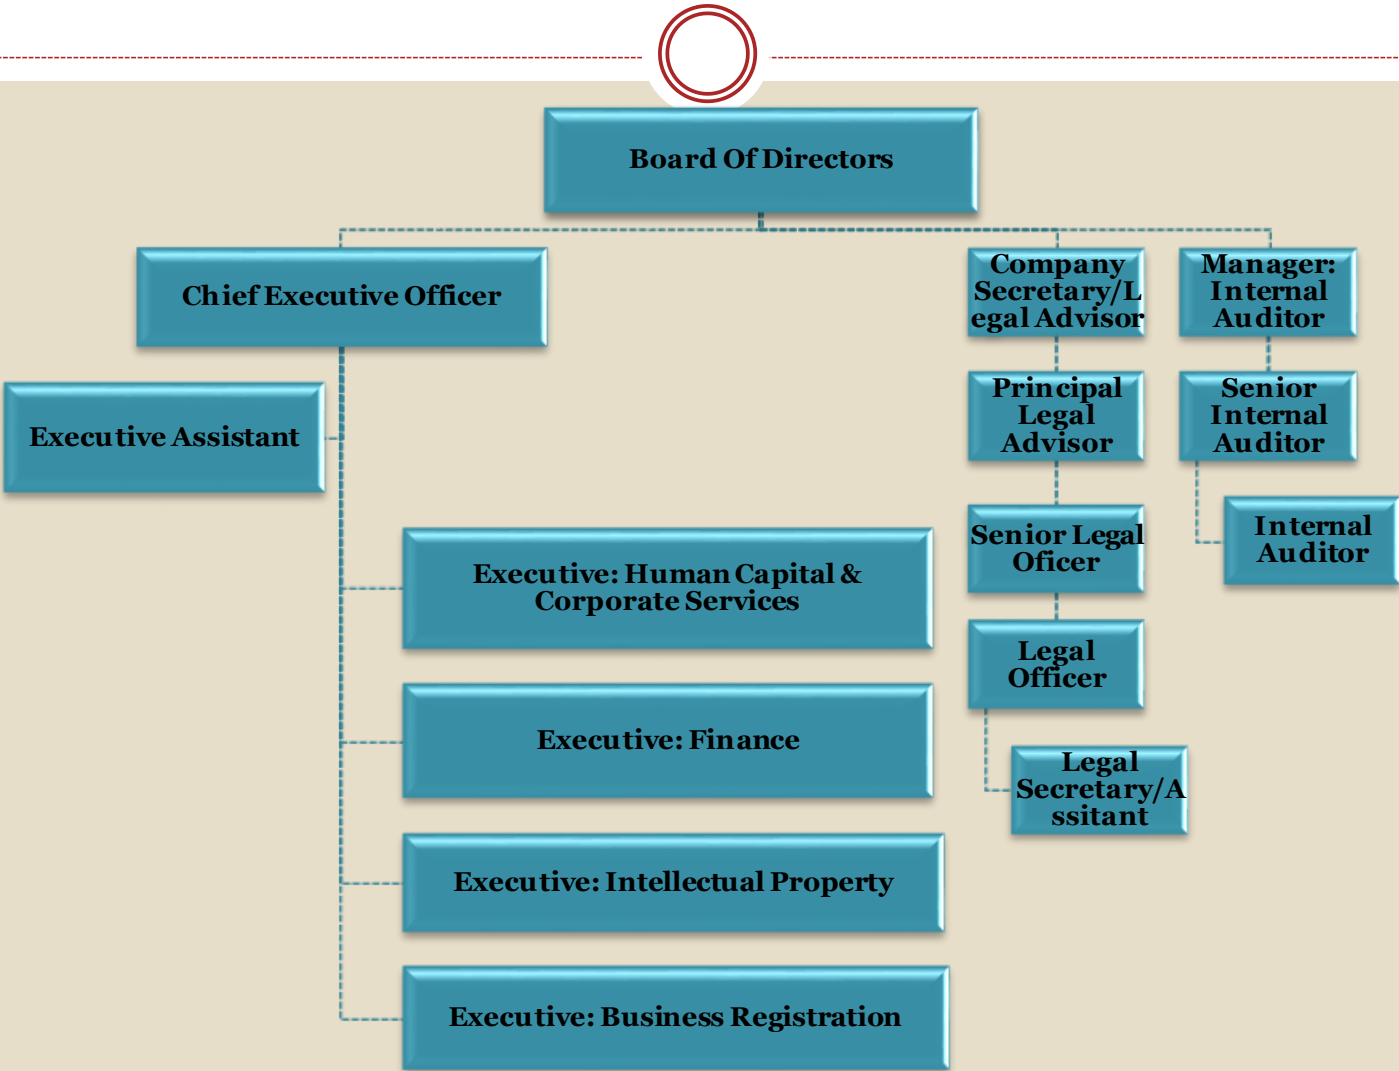 Board Of Directors
Chief Executive Officer
Company
Secretary/L
egal Advisor
Manager:
Internal
Auditor
Executive Assistant
Principal
Legal
Advisor
Senior
Internal
Auditor
Senior Legal
Oficer
Internal
Auditor
Executive: Human Capital &
Corporate Services
Legal
Officer
Executive: Finance
Legal
Secretary/A
ssitant
Executive: Intellectual Property
Executive: Business Registration